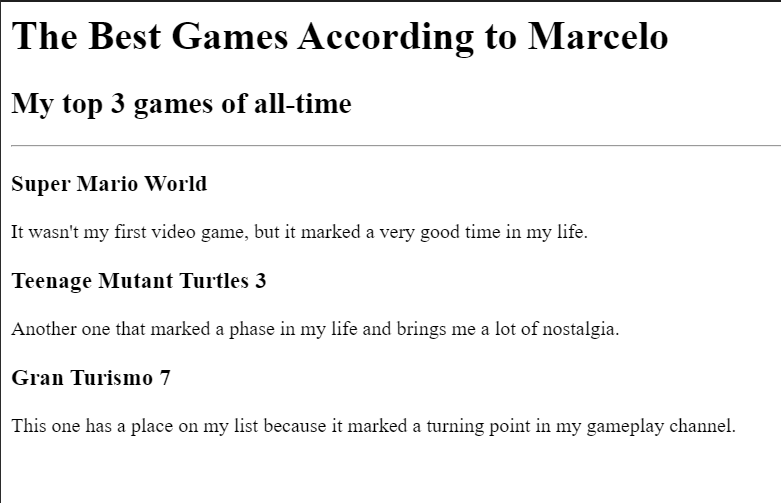 The Best Games According to Marcelo
My top 3 games of all-time
Super Mario World
It wasn't my first video game, but it marked a very good time in my life.
Teenage Mutant Turtles 3
Another one that marked a phase in my life and brings me a lot of nostalgia.
Gran Turismo 7
This one has a place on my list because it marked a turning point in my gameplay channel.